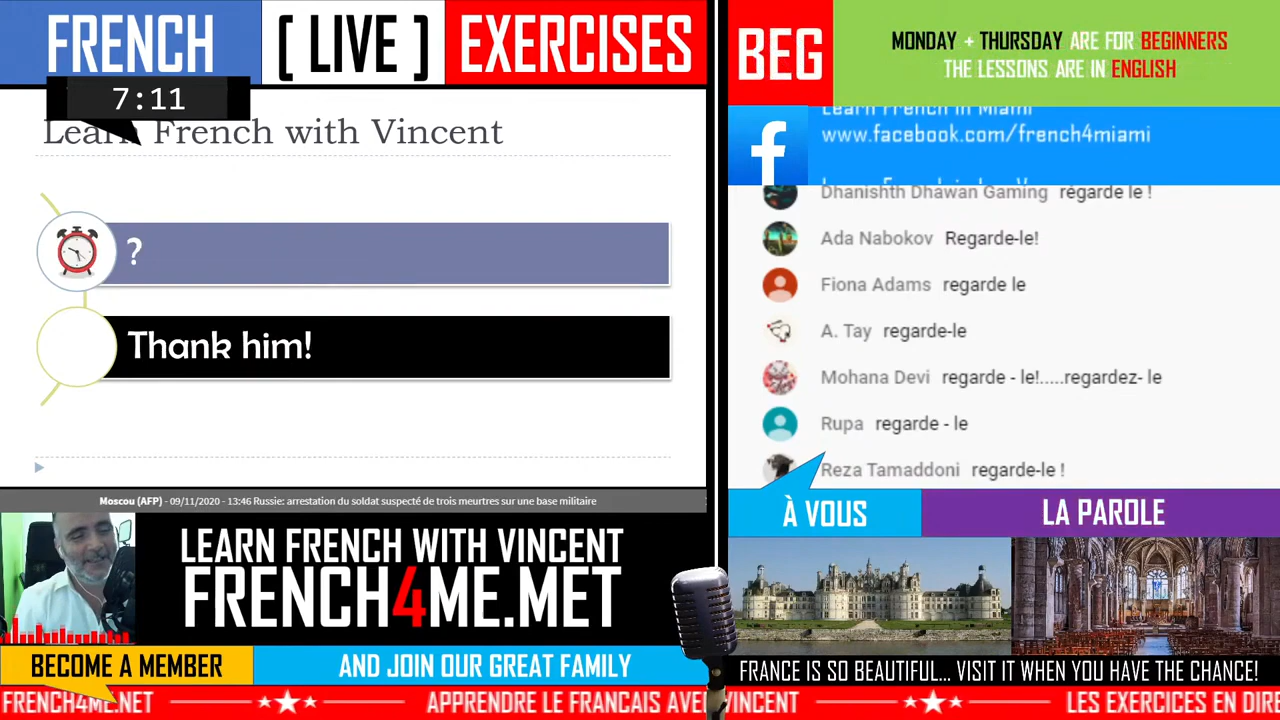 FRENCH
[ LIVE ]
EXERCISES
7:11
Learn French with Vincent
?
Thank him!
Moscou (AFP) - 09/11/2020 - 13:46 Russie: arrestation du soldat suspecté de trois meurtres sur une base militaire
LEARN FRENCH WITH VINCENT
FRENCH4ME.MET
BECOME A MEMBER
AND JOIN OUR GREAT FAMILY
BEG
MONDAY + THURSDAY ARE FOR BEGINNERS
THE LESSONS ARE IN ENGLISH
f
Learn French in Miami
www.facebook.com/french4miami
Dhanishth Dhawan Gaming regarde le !
Ada Nabokov Regarde-le!
Fiona Adams regarde le
A. Tay regarde-le
Mohana Devi regarde - le!.....regardez- le
Rupa regarde - le
Reza Tamaddoni regarde-le !
À VOUS
LA PAROLE
FRANCE IS SO BEAUTIFUL... VISIT IT WHEN YOU HAVE THE CHANCE!
FRENCH4ME.NET APPRENDRE LE FRANCAIS AVEC VINCENT LES EXERCICES EN DIRE